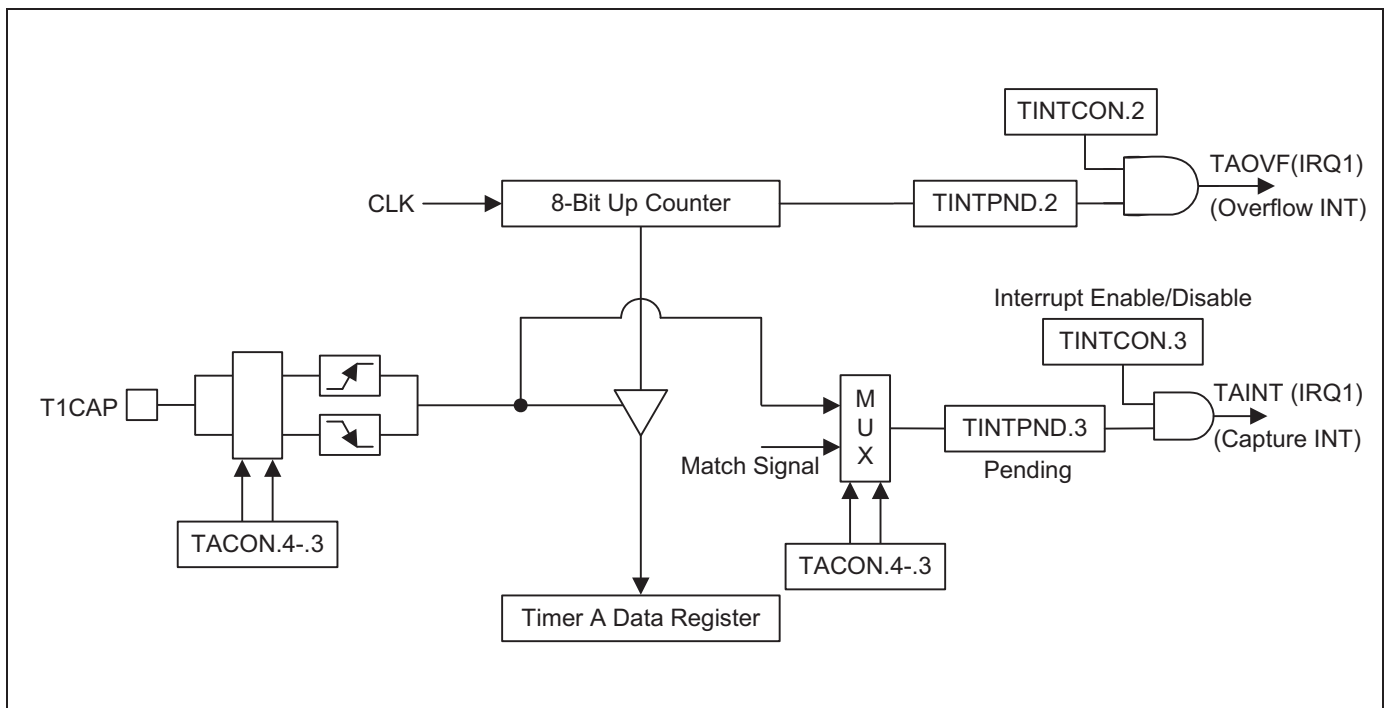 TINTCON.2
TAOVF(IRQ1)
CLK
8-Bit Up Counter
TINTPND.2
(Overflow INT)
Interrupt Enable/Disable
TINTCON.3
T1CAP
M
U
X
TAINT (IRQ1)
TINTPND.3
(Capture INT)
Match Signal
Pending
TACON.4-.3
TACON.4-.3
Timer A Data Register